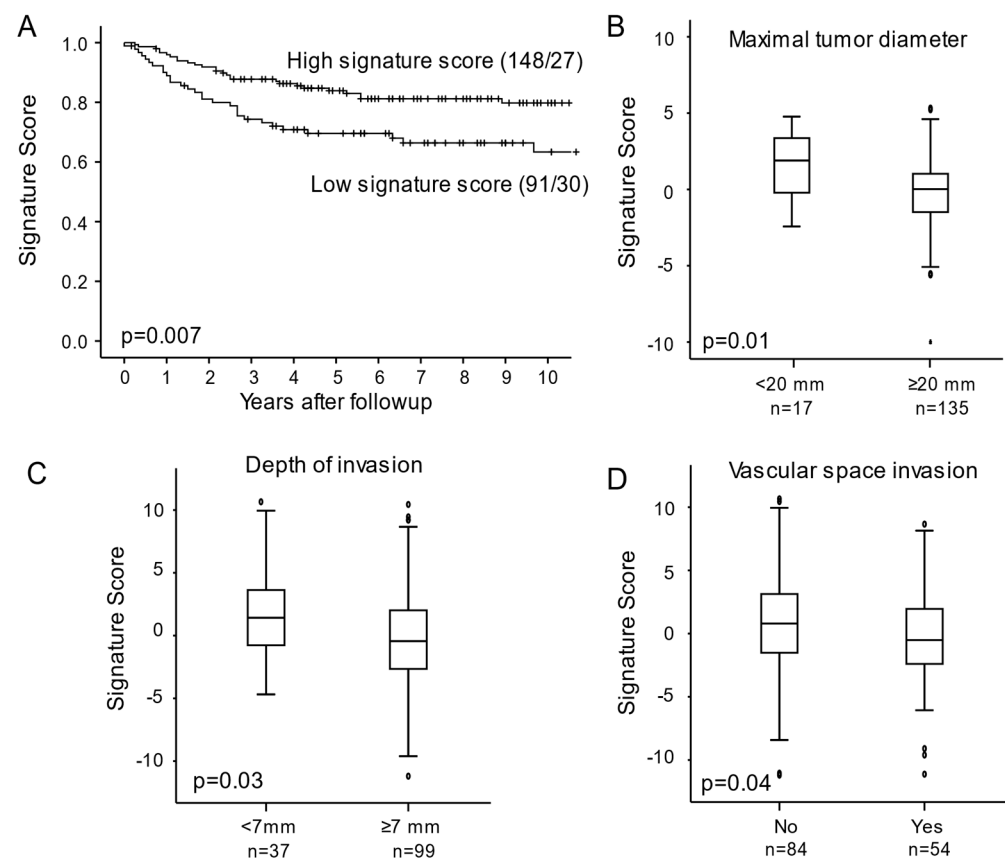 A
Signature Score
1.0
0.8
0.6
0.4
0.2
0.0
High signature score (148/27)
Low signature score (91/30)
p=0.007
0 1 2 3 4 5 6 7 8 9 10
Years after followup
B
Maximal tumor diameter
Signature Score
10
5
0
-5
-10
p=0.01
<20 mm ≥20 mm
n=17 n=135
C
Depth of invasion
Signature Score
10
5
0
-5
-10
p=0.03
<7mm ≥7 mm
n=37 n=99
D
Vascular space invasion
Signature Score
10
5
0
-5
-10
p=0.04
No Yes
n=84 n=54